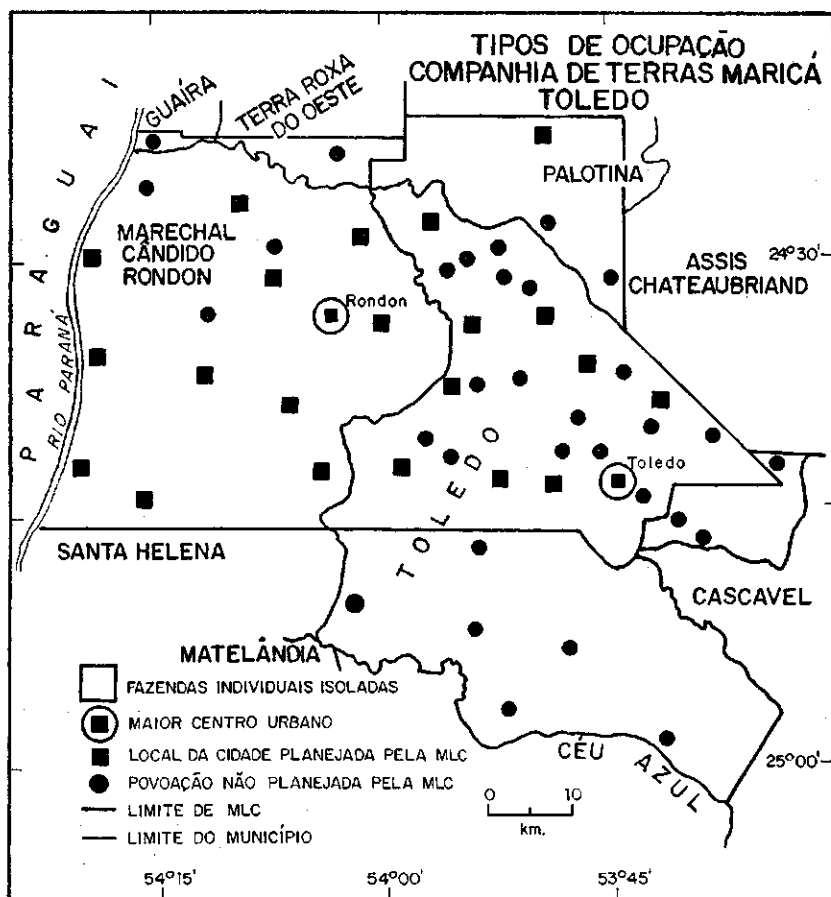 TIPOS DE OCUPAÇÃO
COMPANHIA DE TERRAS MARICÁ
TOLEDO
GUAÍRA
TERRA ROXA
DO OESTE
PARAGUAI
PALOTINA
MARECHAL
CÂNDIDO
RONDON
24°30'
ASSIS
CHATEAUBRIAND
Rondon
RIO PARANÁ
TOLEDO
Toledo
SANTA HELENA
CASCAVEL
MATELÂNDIA
FAZENDAS INDIVIDUAIS ISOLADAS
MAIOR CENTRO URBANO
LOCAL DA CIDADE PLANEJADA PELA MLC
CÉU AZUL
25°00'
POVOAÇÃO NÃO PLANEJADA PELA MLC
LIMITE DE MLC
0 10
km.
LIMITE DO MUNICÍPIO
54°15' 54°00' 53°45'